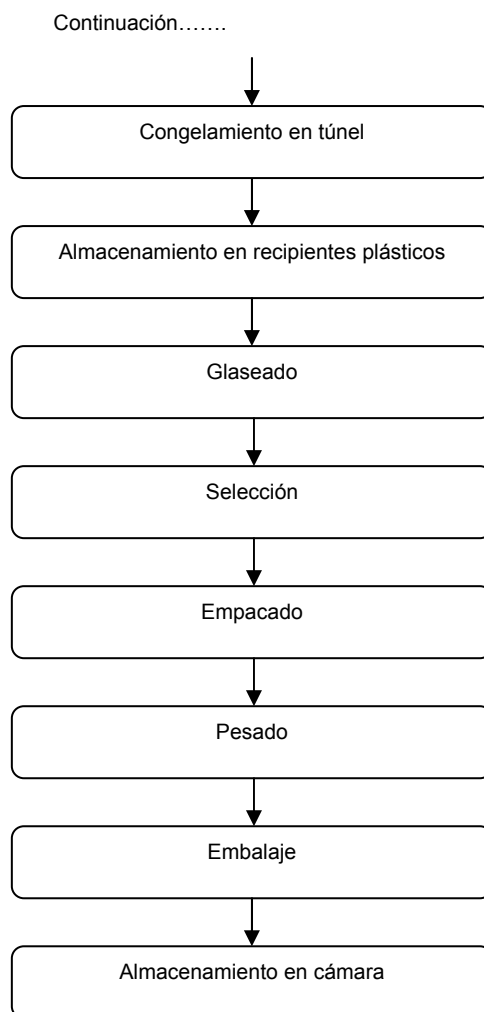 Continuación…….
Congelamiento en túnel
Almacenamiento en recipientes plásticos
Glaseado
Selección
Empacado
Pesado
Embalaje
Almacenamiento en cámara